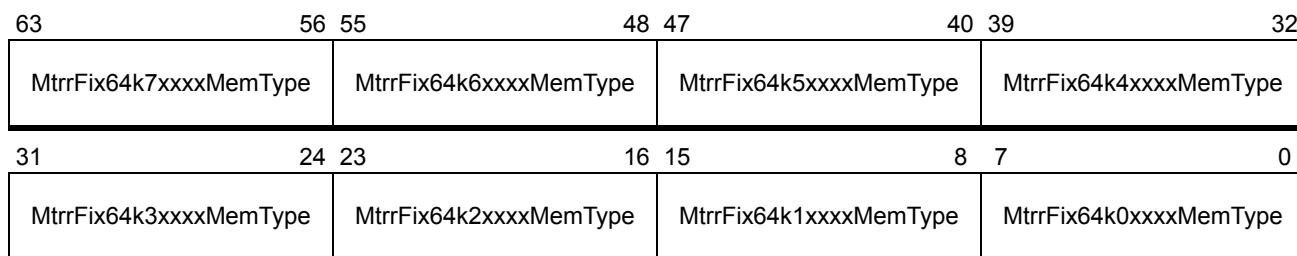 63 56 55 48 47 40 39 32
MtrrFix64k7xxxxMemType MtrrFix64k6xxxxMemType MtrrFix64k5xxxxMemType MtrrFix64k4xxxxMemType
31 24 23 16 15 8 7 0
MtrrFix64k3xxxxMemType MtrrFix64k2xxxxMemType MtrrFix64k1xxxxMemType MtrrFix64k0xxxxMemType